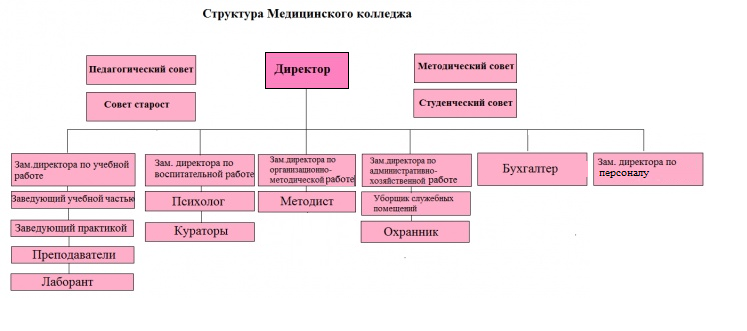 Структура Медицинского колледжа
Педагогический совет
Директор
Методический совет
Совет старост
Студенческий совет
Зам.директора по учебной
работе
Зам. директора по
воспитательной работе
Зам.директора по
организационно-
методической работе
Зам.директора по
административно-
хозяйственной работе
Бухгалтер
Зам. директора по
персоналу
Заведующий учебной частью
Психолог
Методист
Уборщик служебных
помещений
Заведующий практикой
Кураторы
Охранник
Преподаватели
Лаборант